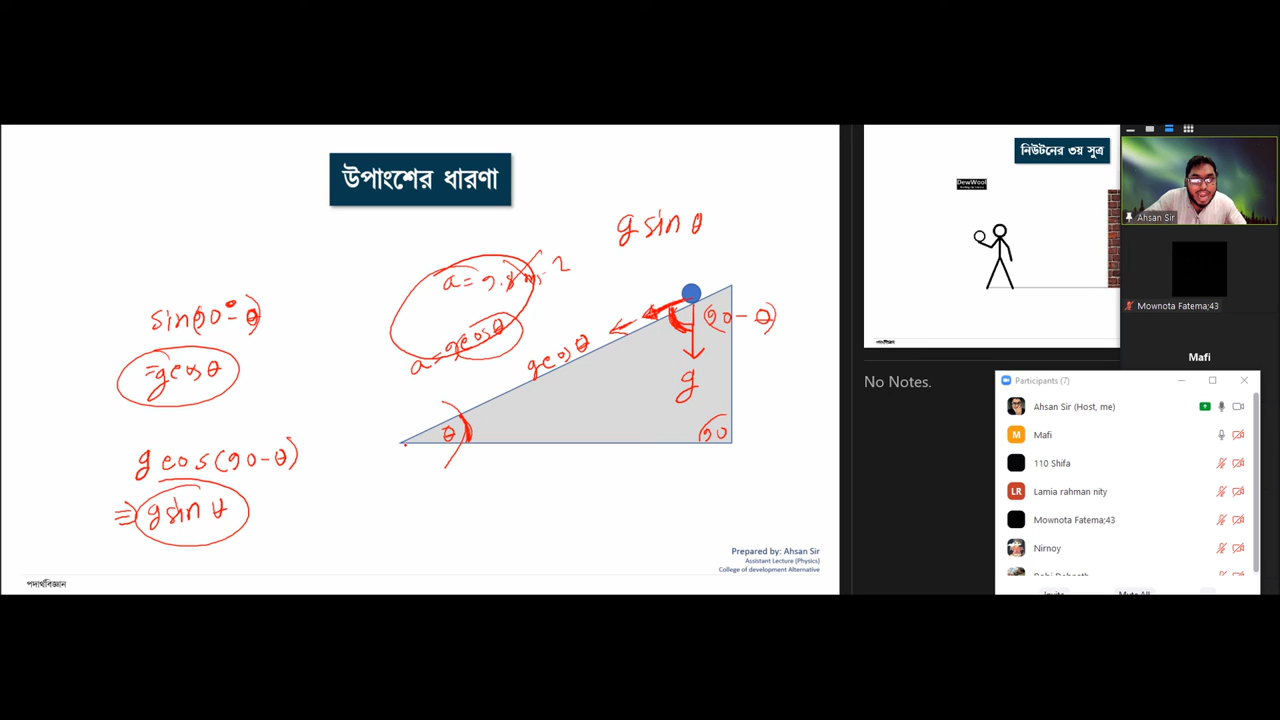 উপাংশের ধারণা
g sin θ
a = 9.8 ms-2
a = g cos θ
sin(90° - θ)
= g cos θ
g cos θ
(90 - θ)
g
θ
90
g cos (90 - θ)
g sin θ
Prepared by: Ahsan Sir
Assistant Lecture (Physics)
College of development Alternative
পদার্থবিজ্ঞান
নিউটনের ৩য় সুত্র
DewWool
No Notes.
Ahsan Sir
Mownota Fatema;43
Mafi
Participants (7)
Ahsan Sir (Host, me)
Mafi
110 Shifa
LR
Lamia rahman nity
Mownota Fatema;43
Nirnoy
MA